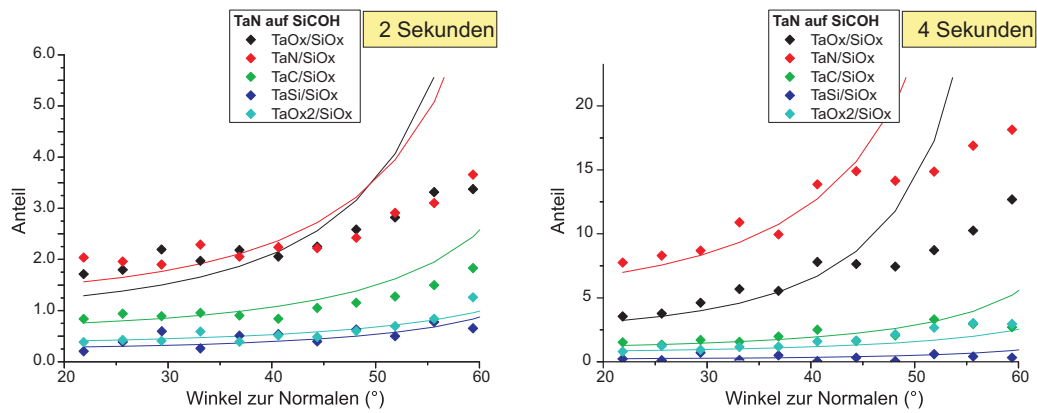 TaN auf SiCOH
TaOx/SiOx
TaN/SiOx
TaC/SiOx
TaSi/SiOx
TaOx2/SiOx
2 Sekunden
6.0
5.0
4.0
3.0
2.0
1.0
0.0
Anteil
20 30 40 50 60
Winkel zur Normalen (°)
TaN auf SiCOH
TaOx/SiOx
TaN/SiOx
TaC/SiOx
TaSi/SiOx
TaOx2/SiOx
4 Sekunden
20
15
10
5
0
Anteil
20 30 40 50 60
Winkel zur Normalen (°)